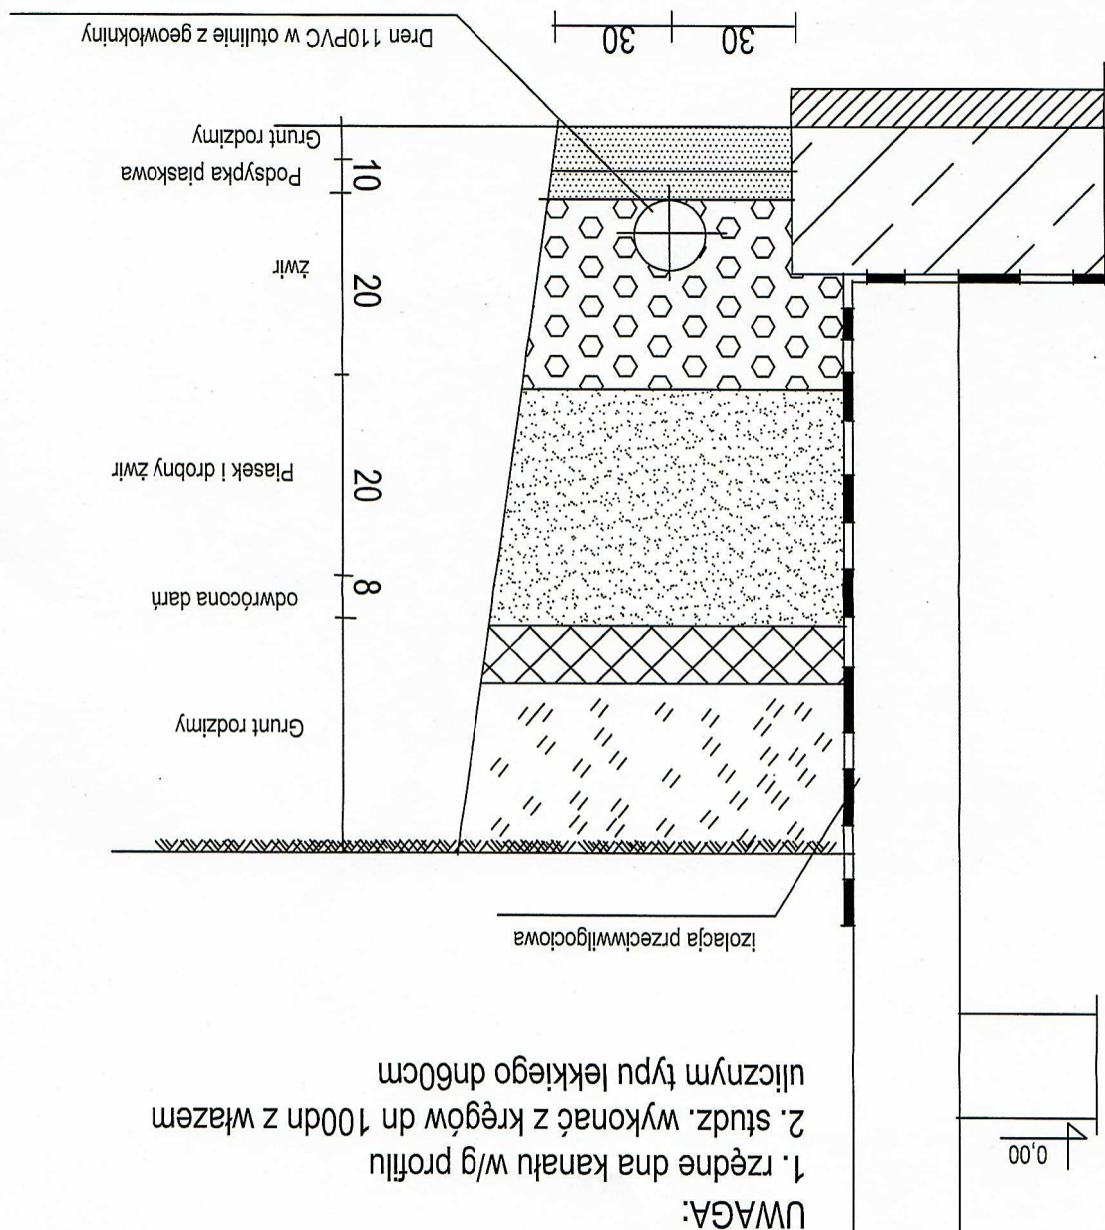 UWAGA:
1. rzędne dna kanału w/g profilu
2. studz. wykonać z kręgów dn 100dn z włazem
ulicznym typu lekkiego dn60cm
0,00
izolacja przeciwwilgociowa
Grunt rodzimy
8
odwrócona darń
20
Piasek i drobny żwir
20
żwir
10
Podsypka piaskowa
Grunt rodzimy
30
30
Dren 110PVC w otulinie z geowłokniny